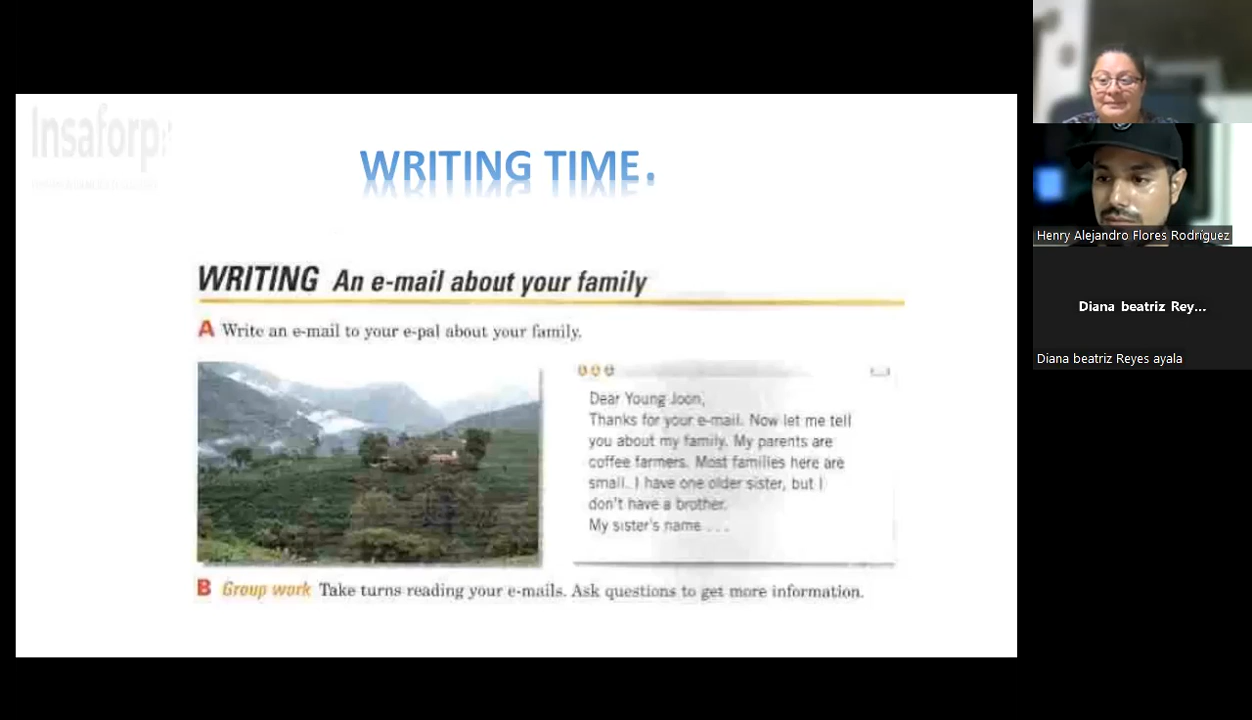 Insaforp
WRITING TIME.
WRITING An e-mail about your family
A Write an e-mail to your e-pal about your family.
Dear Young Joon,
Thanks for your e-mail. Now let me tell
you about my family. My parents are
coffee farmers. Most families here are
small. I have one older sister, but I
don't have a brother.
My sister's name . . .
B Group work Take turns reading your e-mails. Ask questions to get more information.
Henry Alejandro Flores Rodríguez
Diana beatriz Rey...
Diana beatriz Reyes ayala